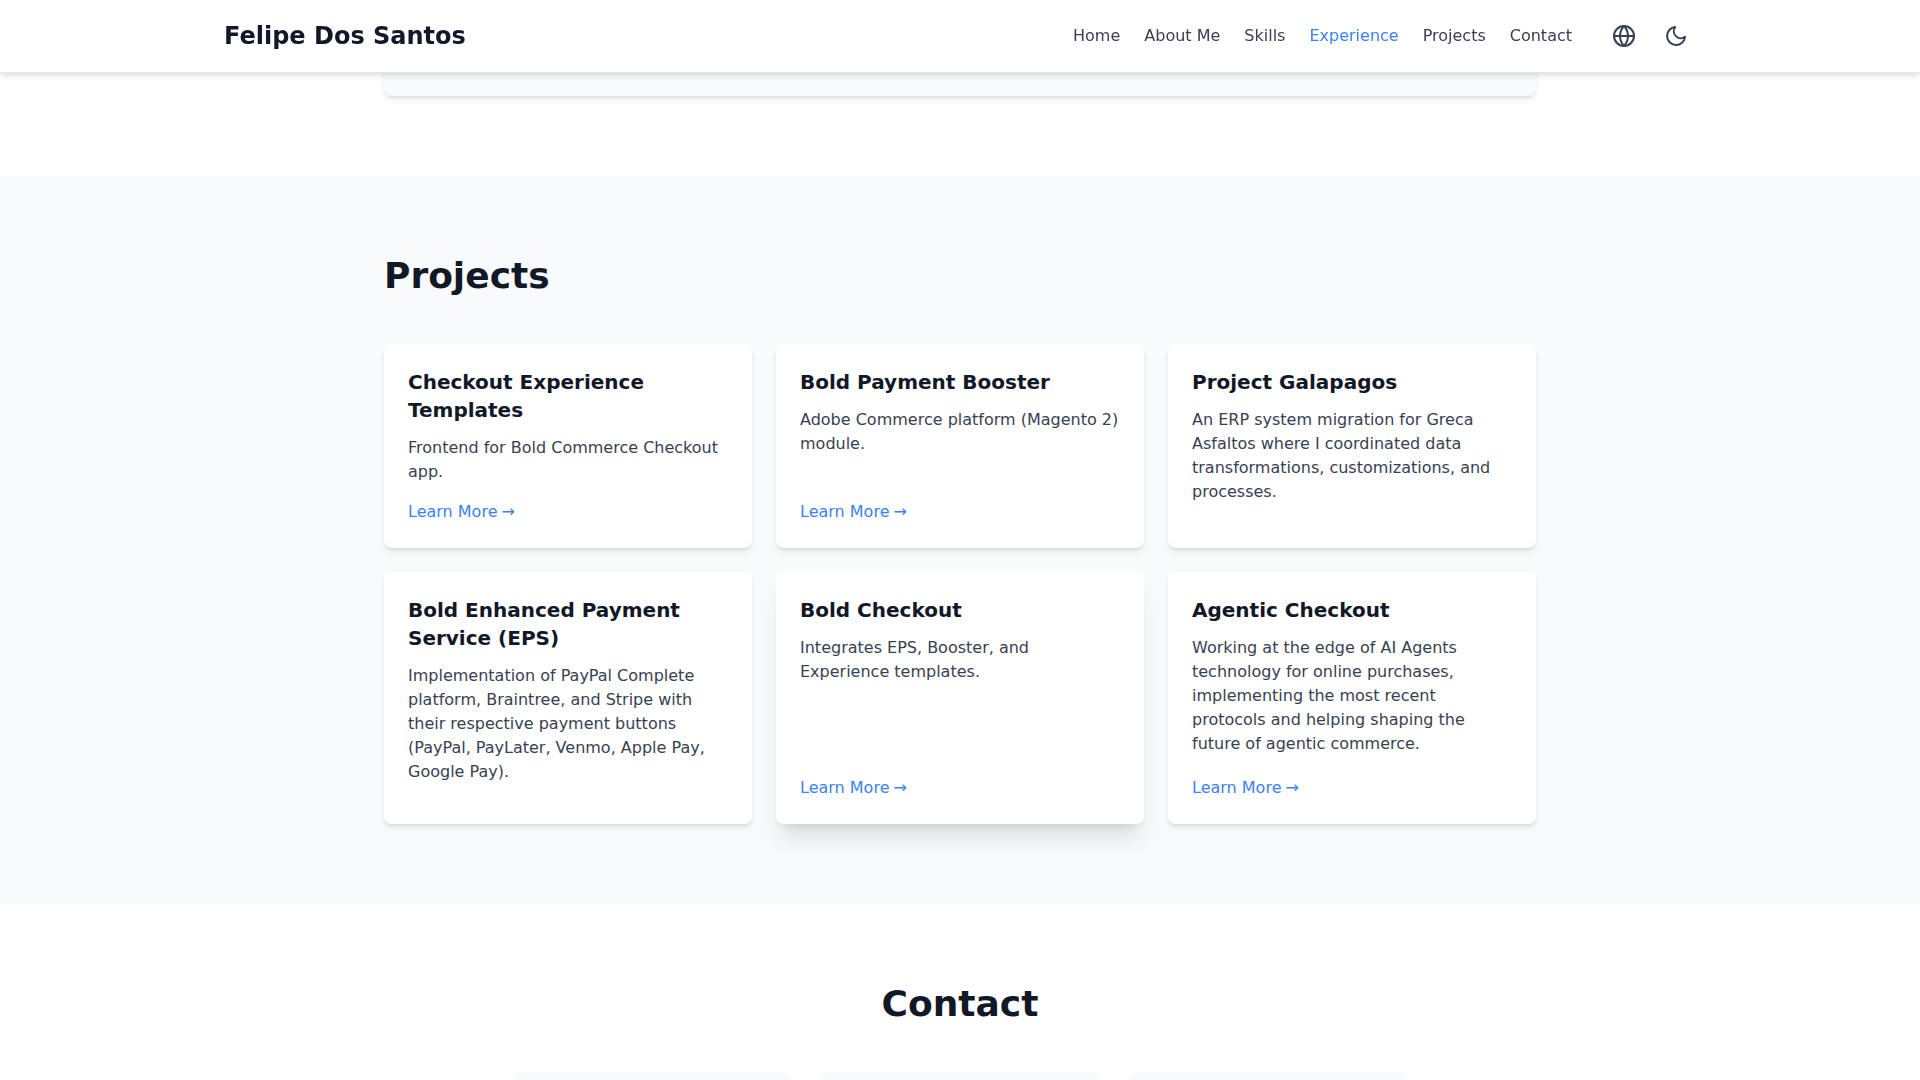 Felipe Dos Santos
Home
About Me
Skills
Experience
Projects
Contact
Projects
Checkout Experience
Templates
Frontend for Bold Commerce Checkout
app.
Learn More →
Bold Payment Booster
Adobe Commerce platform (Magento 2)
module.
Learn More →
Project Galapagos
An ERP system migration for Greca
Asfaltos where I coordinated data
transformations, customizations, and
processes.
Bold Enhanced Payment
Service (EPS)
Implementation of PayPal Complete
platform, Braintree, and Stripe with
their respective payment buttons
(PayPal, PayLater, Venmo, Apple Pay,
Google Pay).
Bold Checkout
Integrates EPS, Booster, and
Experience templates.
Learn More →
Agentic Checkout
Working at the edge of AI Agents
technology for online purchases,
implementing the most recent
protocols and helping shaping the
future of agentic commerce.
Learn More →
Contact